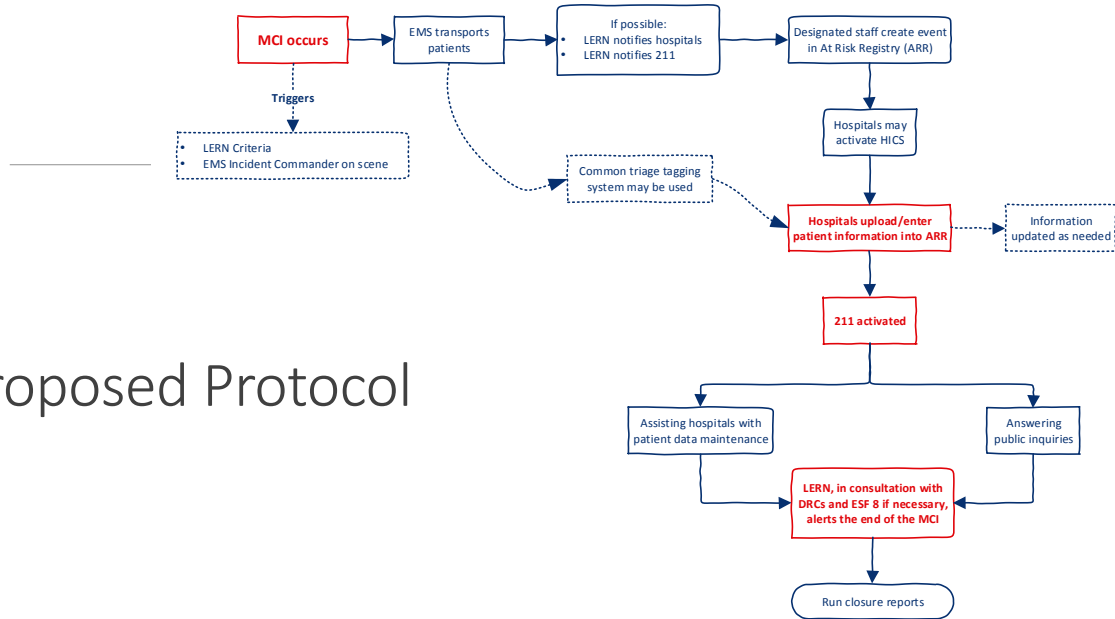 MCI occurs
EMS transports
patients
If possible:
• LERN notifies hospitals
• LERN notifies 211
Designated staff create event
in At Risk Registry (ARR)
Triggers
• LERN Criteria
• EMS Incident Commander on scene
Hospitals may
activate HICS
Common triage tagging
system may be used
Hospitals upload/enter
patient information into ARR
Information
updated as needed
211 activated
roposed Protocol
Assisting hospitals with
patient data maintenance
Answering
public inquiries
LERN, in consultation with
DRCs and ESF 8 if necessary,
alerts the end of the MCI
Run closure reports